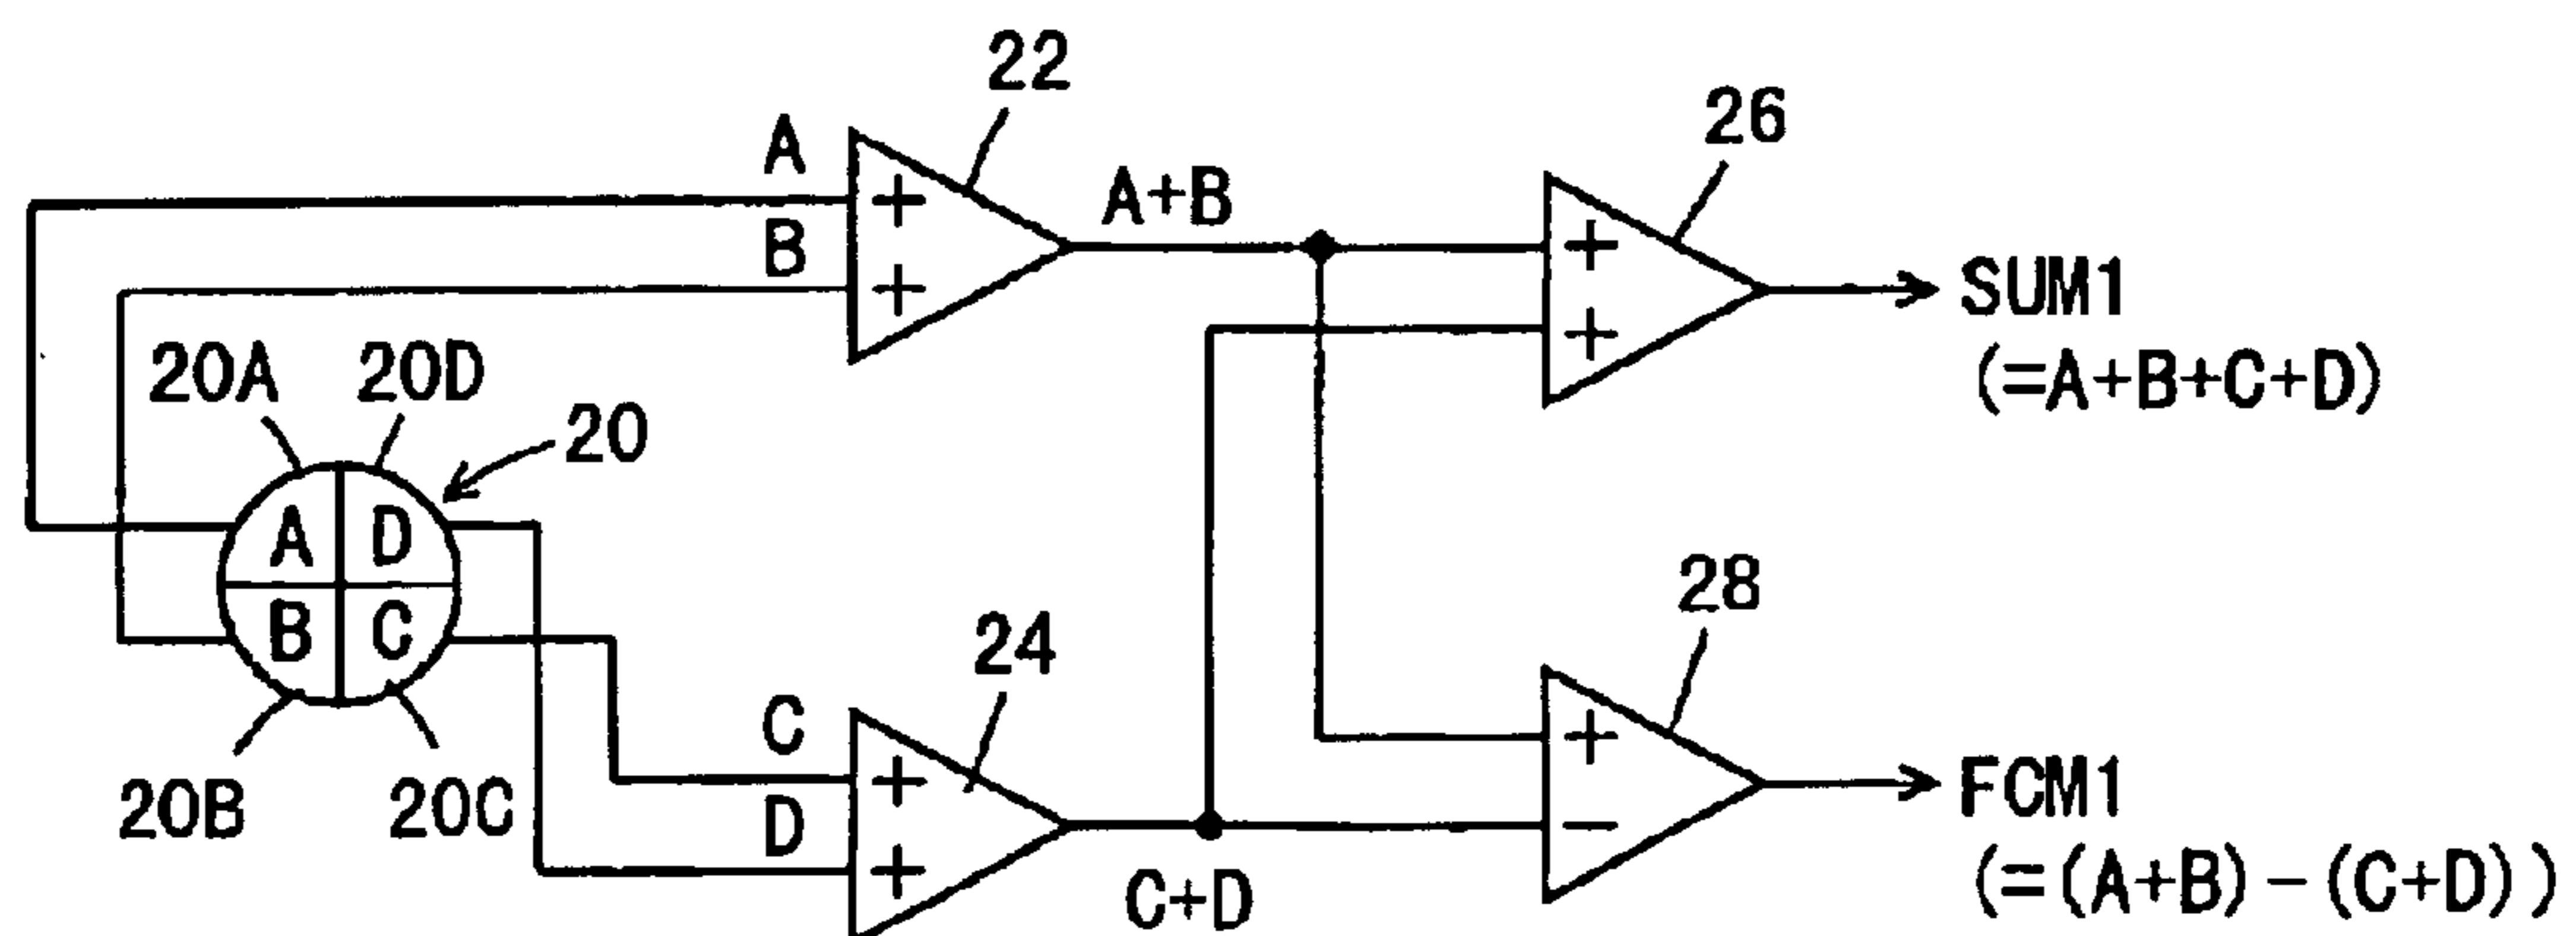 22
26
A
A+B
+
+
B
+
SUM1
+
+
(=A+B+C+D)
20A 20D
20
A D
B C
28
24
C
+
+
FCM1
20B 20C
D
-
+
C+D
(=(A+B)-(C+D))